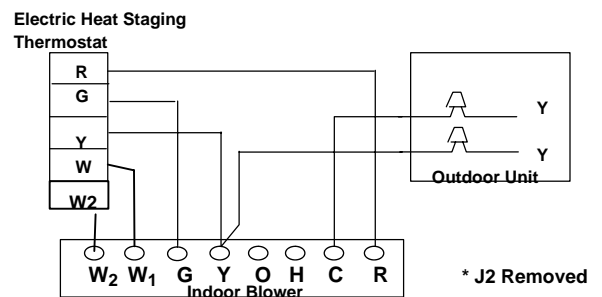 Electric Heat Staging
Thermostat
R
G
Y
W
W2
Y
Y
Outdoor Unit
W2 W1 G Y O H C R
Indoor Blower
* J2 Removed